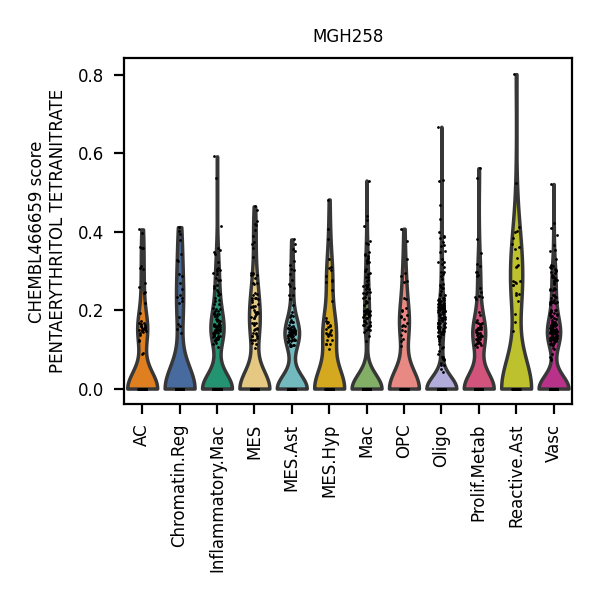 MGH258
CHEMBL466659 score
PENTAERYTHRITOL TETRANITRATE
0.8
0.6
0.4
0.2
0.0
AC
Chromatin.Reg
Inflammatory.Mac
MES
MES.Ast
MES.Hyp
Mac
OPC
Oligo
Prolif.Metab
Reactive.Ast
Vasc